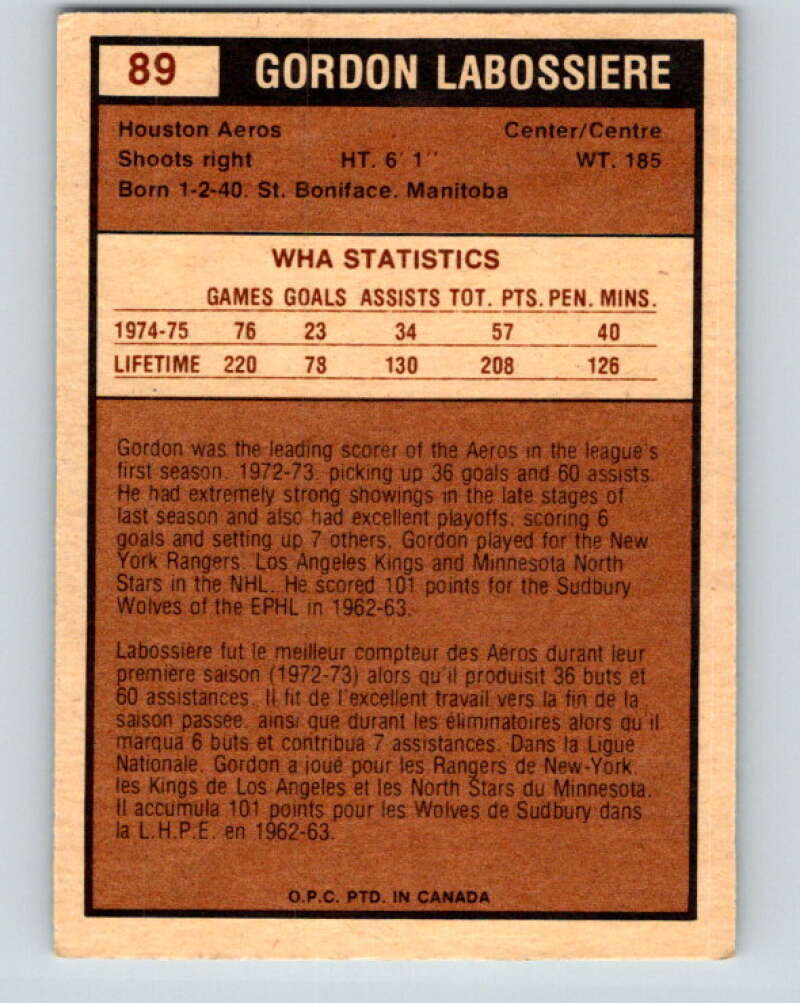 89 GORDON LABOSSIERE
Houston Aeros Center/Centre
Shoots right HT. 6' 1" WT. 185
Born 1-2-40. St. Boniface. Manitoba
WHA STATISTICS
GAMES GOALS ASSISTS TOT. PTS. PEN. MINS.
1974-75 76 23 34 57 40
LIFETIME 220 78 130 208 126
Gordon was the leading scorer of the Aeros in the league's
first season. 1972-73. picking up 36 goals and 60 assists.
He had extremely strong showings in the late stages of
last season and also had excellent playoffs. scoring 6
goals and setting up 7 others. Gordon played for the New
York Rangers. Los Angeles Kings and Minnesota North
Stars in the NHL. He scored 101 points for the Sudbury
Wolves of the EPHL in 1962-63.
Labossière fut le meilleur compteur des Aéros durant leur
première saison (1972-73) alors qu'il produisit 36 buts et
60 assistances. Il fit de l'excellent travail vers la fin de la
saison passée. ainsi que durant les éliminatoires alors qu'il
marqua 6 buts et contribua 7 assistances. Dans la Ligue
Nationale. Gordon a joué pour les Rangers de New-York.
les Kings de Los Angeles et les North Stars du Minnesota.
Il accumula 101 points pour les Wolves de Sudbury dans
la L.H.P.E. en 1962-63.
O.P.C. PTD. IN CANADA